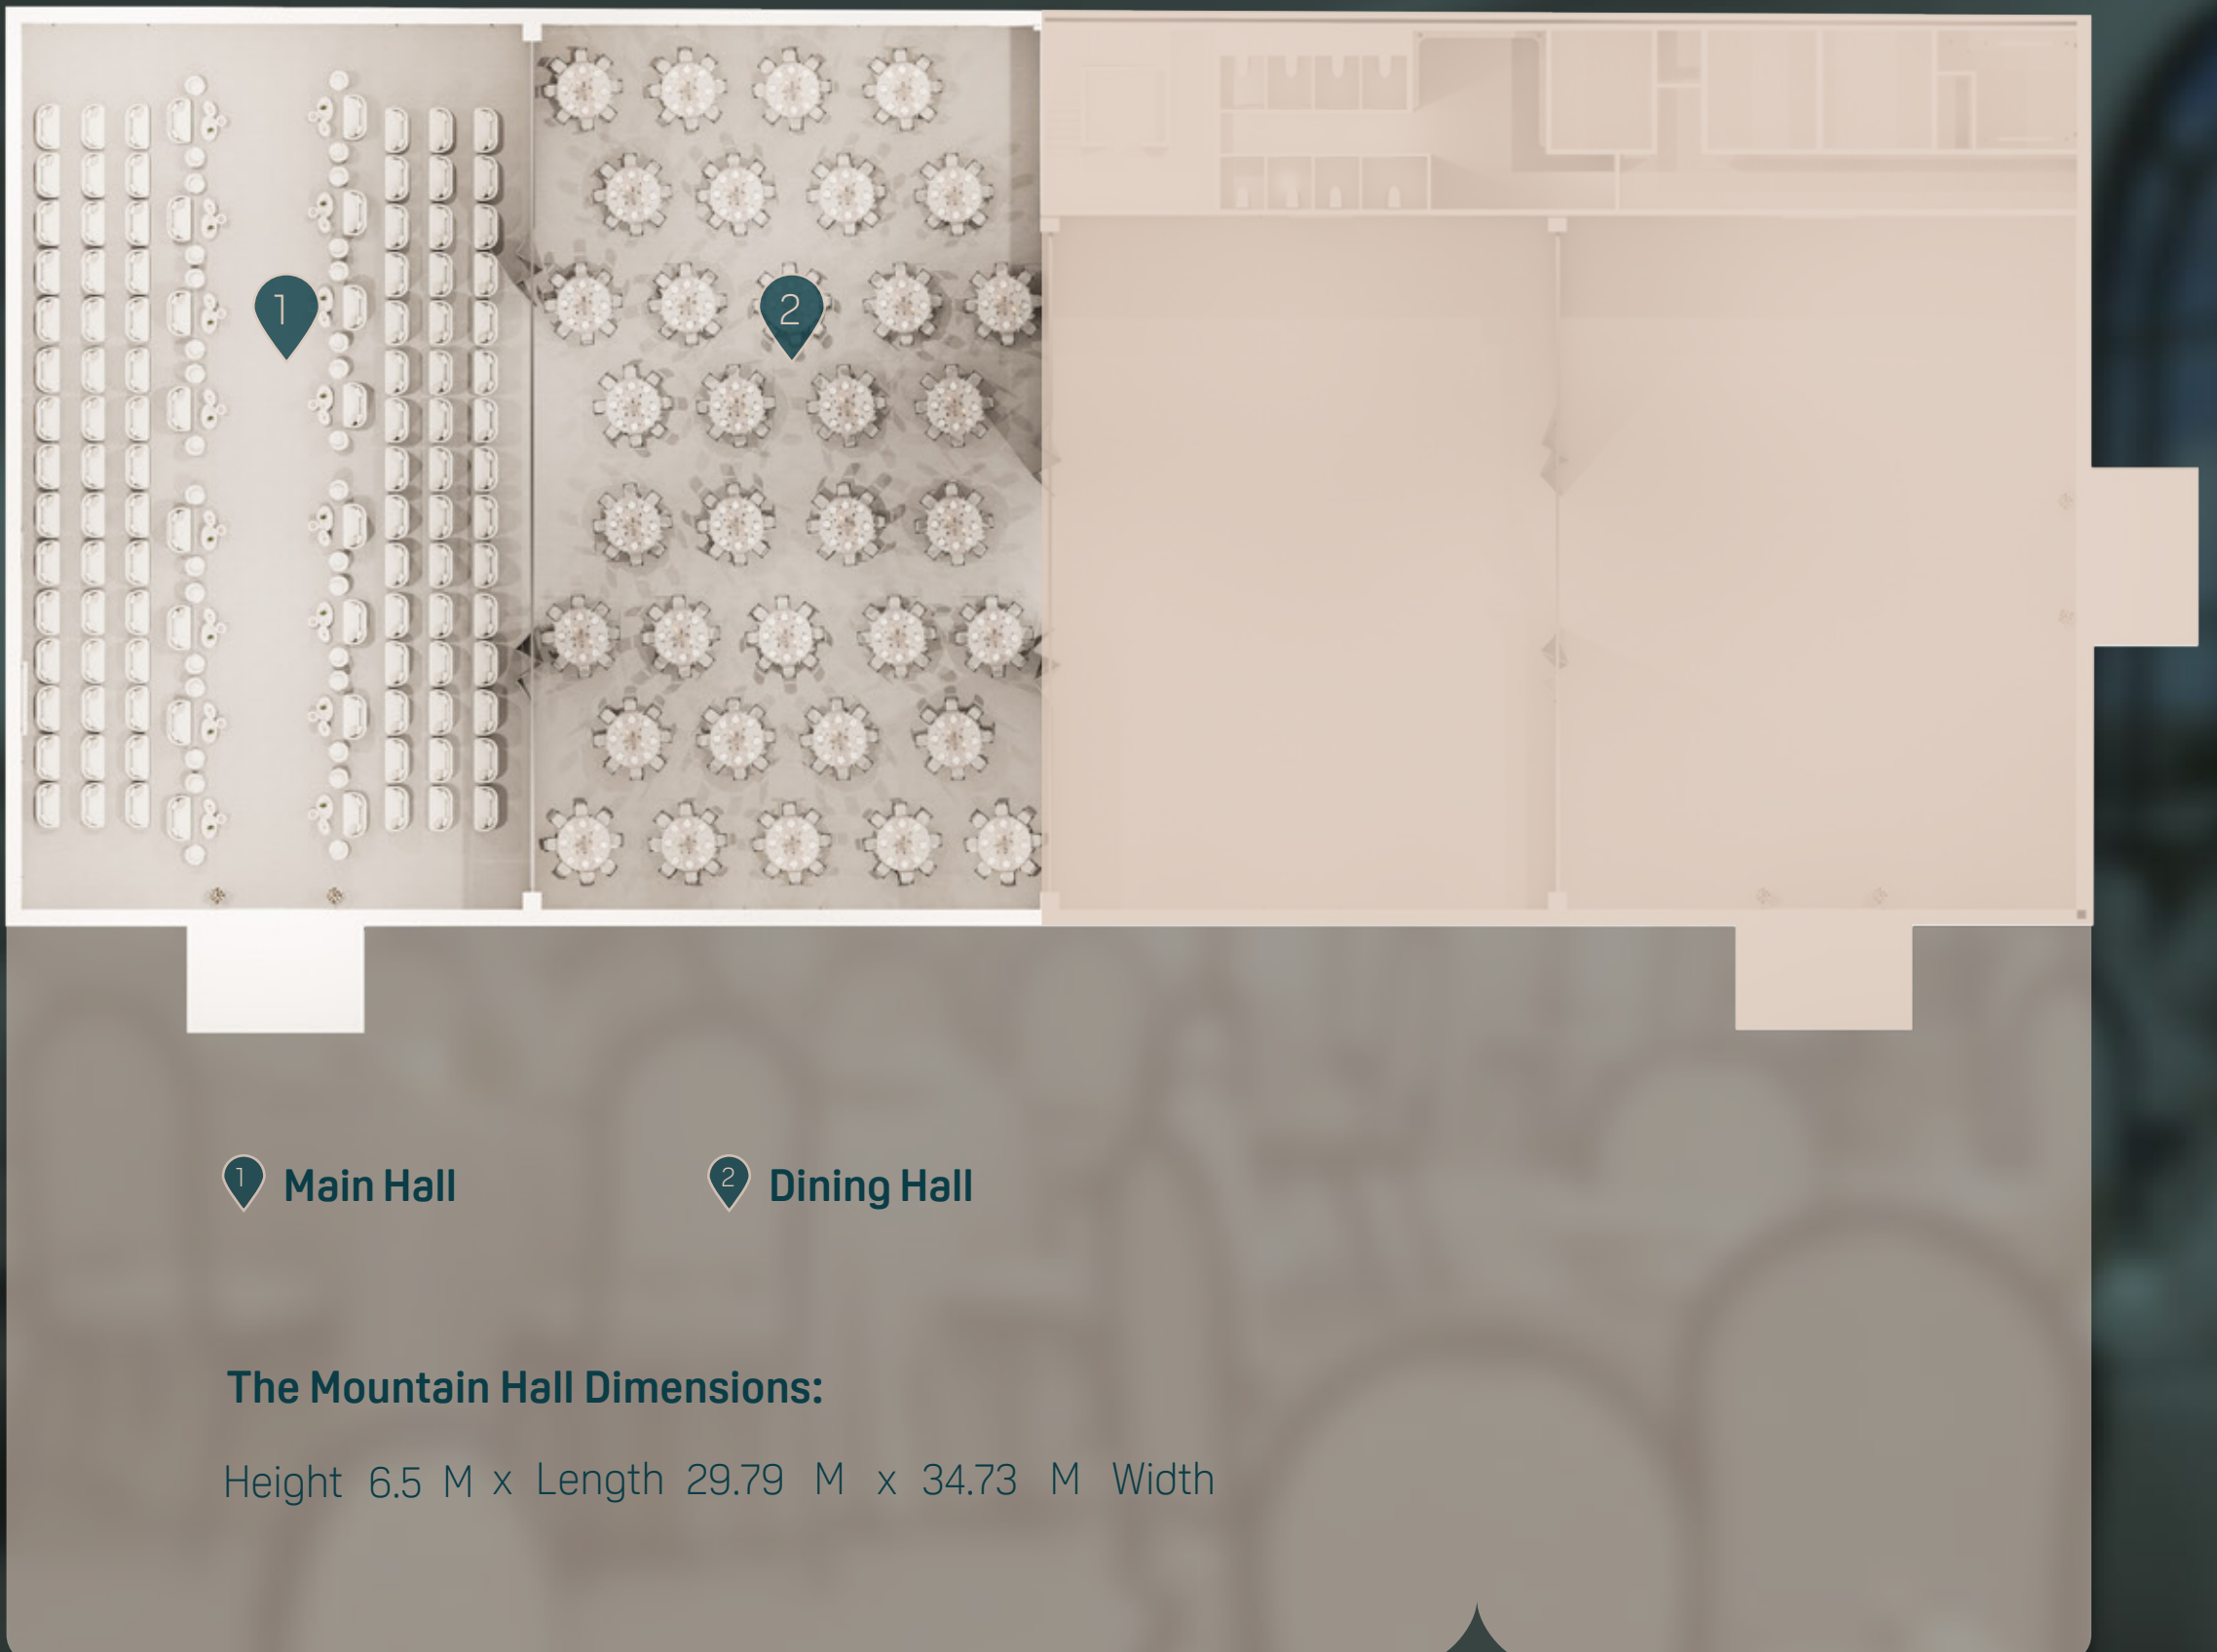 1
2
1 Main Hall
2 Dining Hall
The Mountain Hall Dimensions:
Height 6.5 M x Length 29.79 M x 34.73 M Width